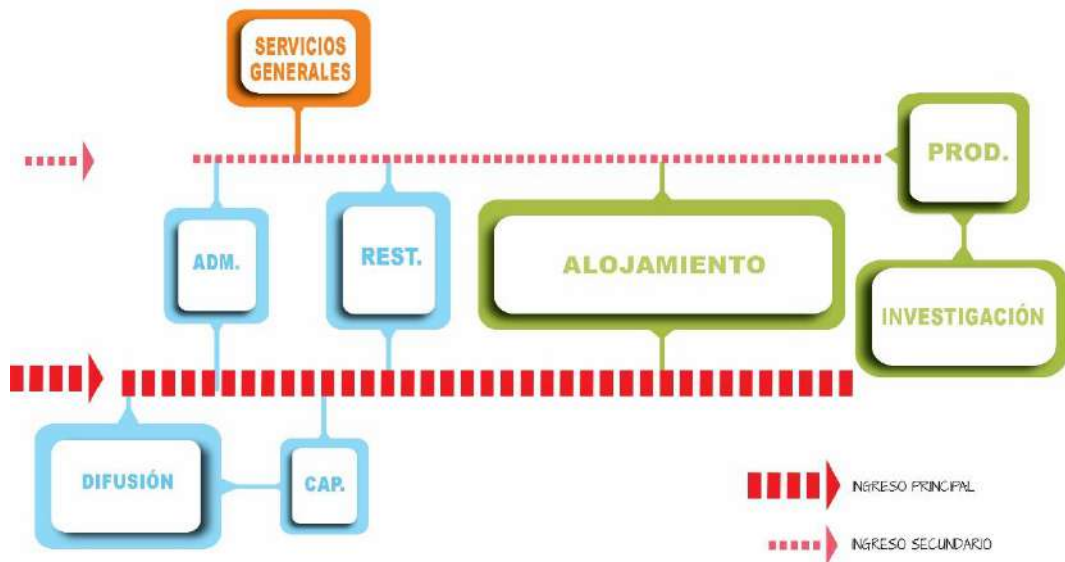 SERVICIOS
GENERALES
PROD.
ADM.
REST.
ALOJAMIENTO
INVESTIGACIÓN
DIFUSIÓN
CAP.
INGRESO PRINCIPAL
INGRESO SECUNDARIO